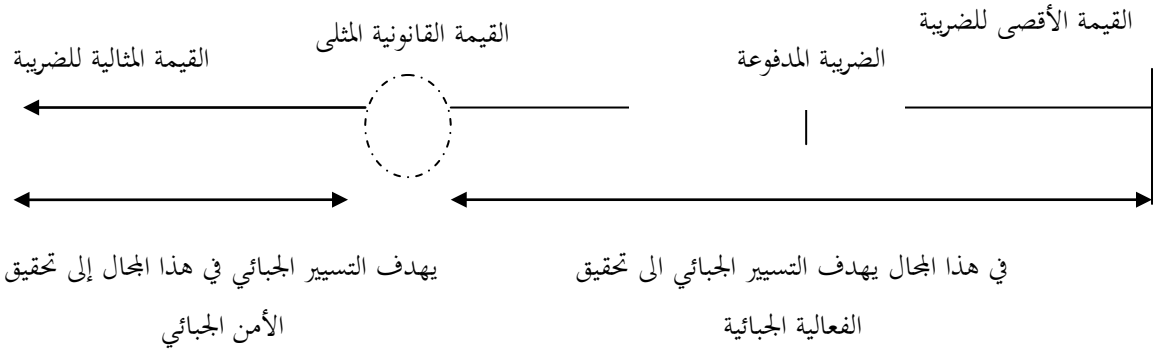 القيمة الأقصى للضريبة
القيمة القانونية المثلى
الضريبة المدفوعة
القيمة المثالية للضريبة
في هذا المجال يهدف التسيير الجبائي الى تحقيق
الفعالية الجبائية
يهدف التسيير الجبائي في هذا المجال إلى تحقيق
الأمن الجبائي